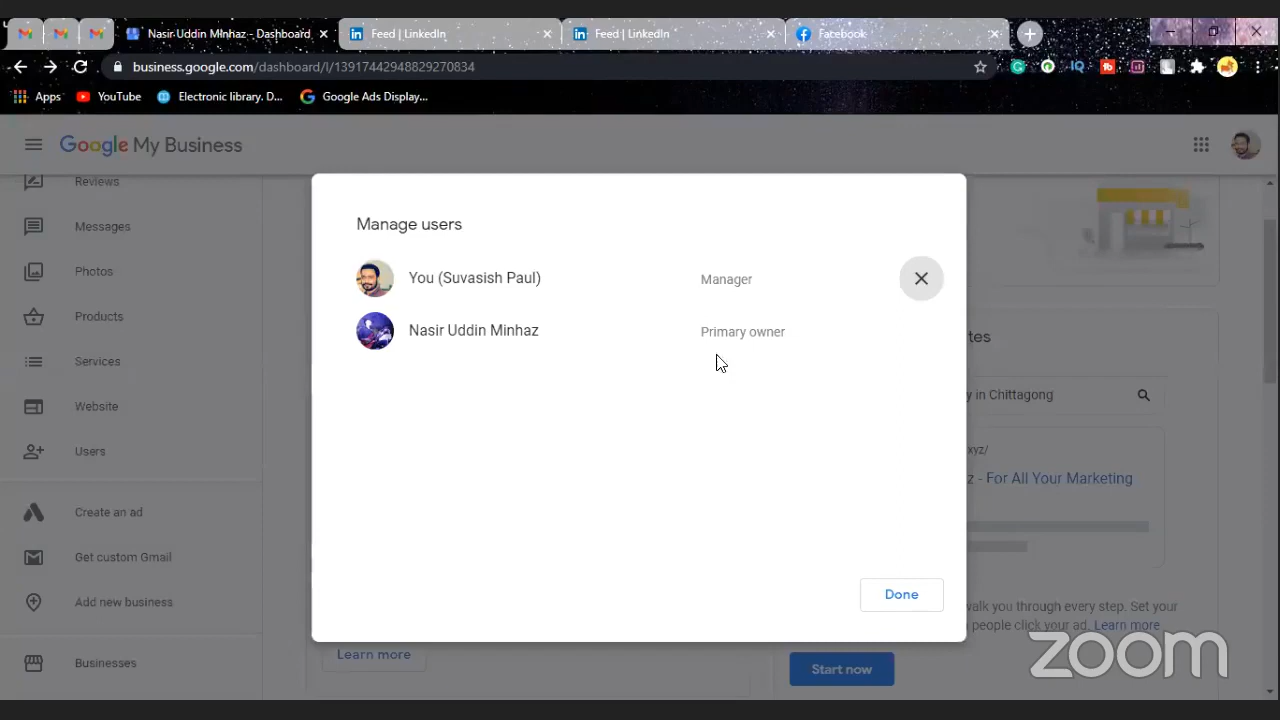 Nasir Uddin Minhaz - Dashboard
Feed | LinkedIn
Feed | LinkedIn
Facebook
business.google.com/dashboard/l/13917442948829270834
Apps
YouTube
Electronic library. D...
Google Ads Display...
Google My Business
Reviews
Messages
Photos
Products
Services
Website
Users
Create an ad
Get custom Gmail
Add new business
Businesses
Manage users
You (Suvasish Paul)
Manager
Nasir Uddin Minhaz
Primary owner
Done
Learn more
tes
y in Chittagong
xyz/
z - For All Your Marketing
walk you through every step. Set your
people click your ad. Learn more
Start now
zoom